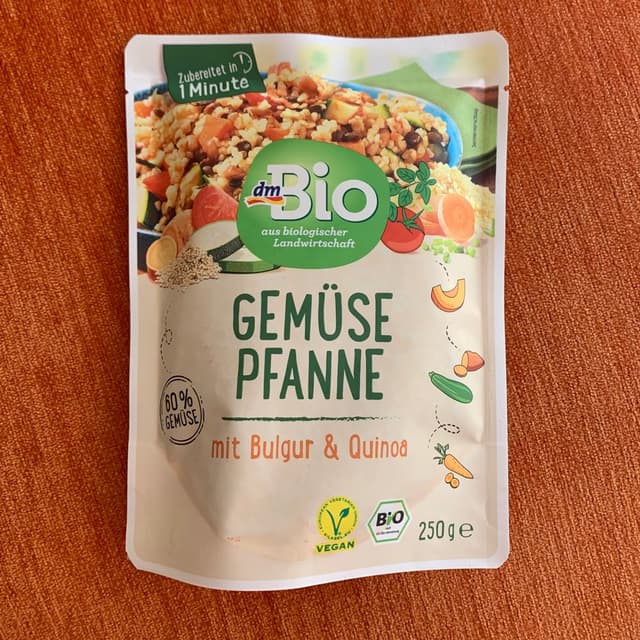 Zubereitet in
1 Minute
dm
Bio
aus biologischer
Landwirtschaft
GEMÜSE
PFANNE
60%
GEMÜSE
mit Bulgur & Quinoa
VEGAN
BiO
250g e